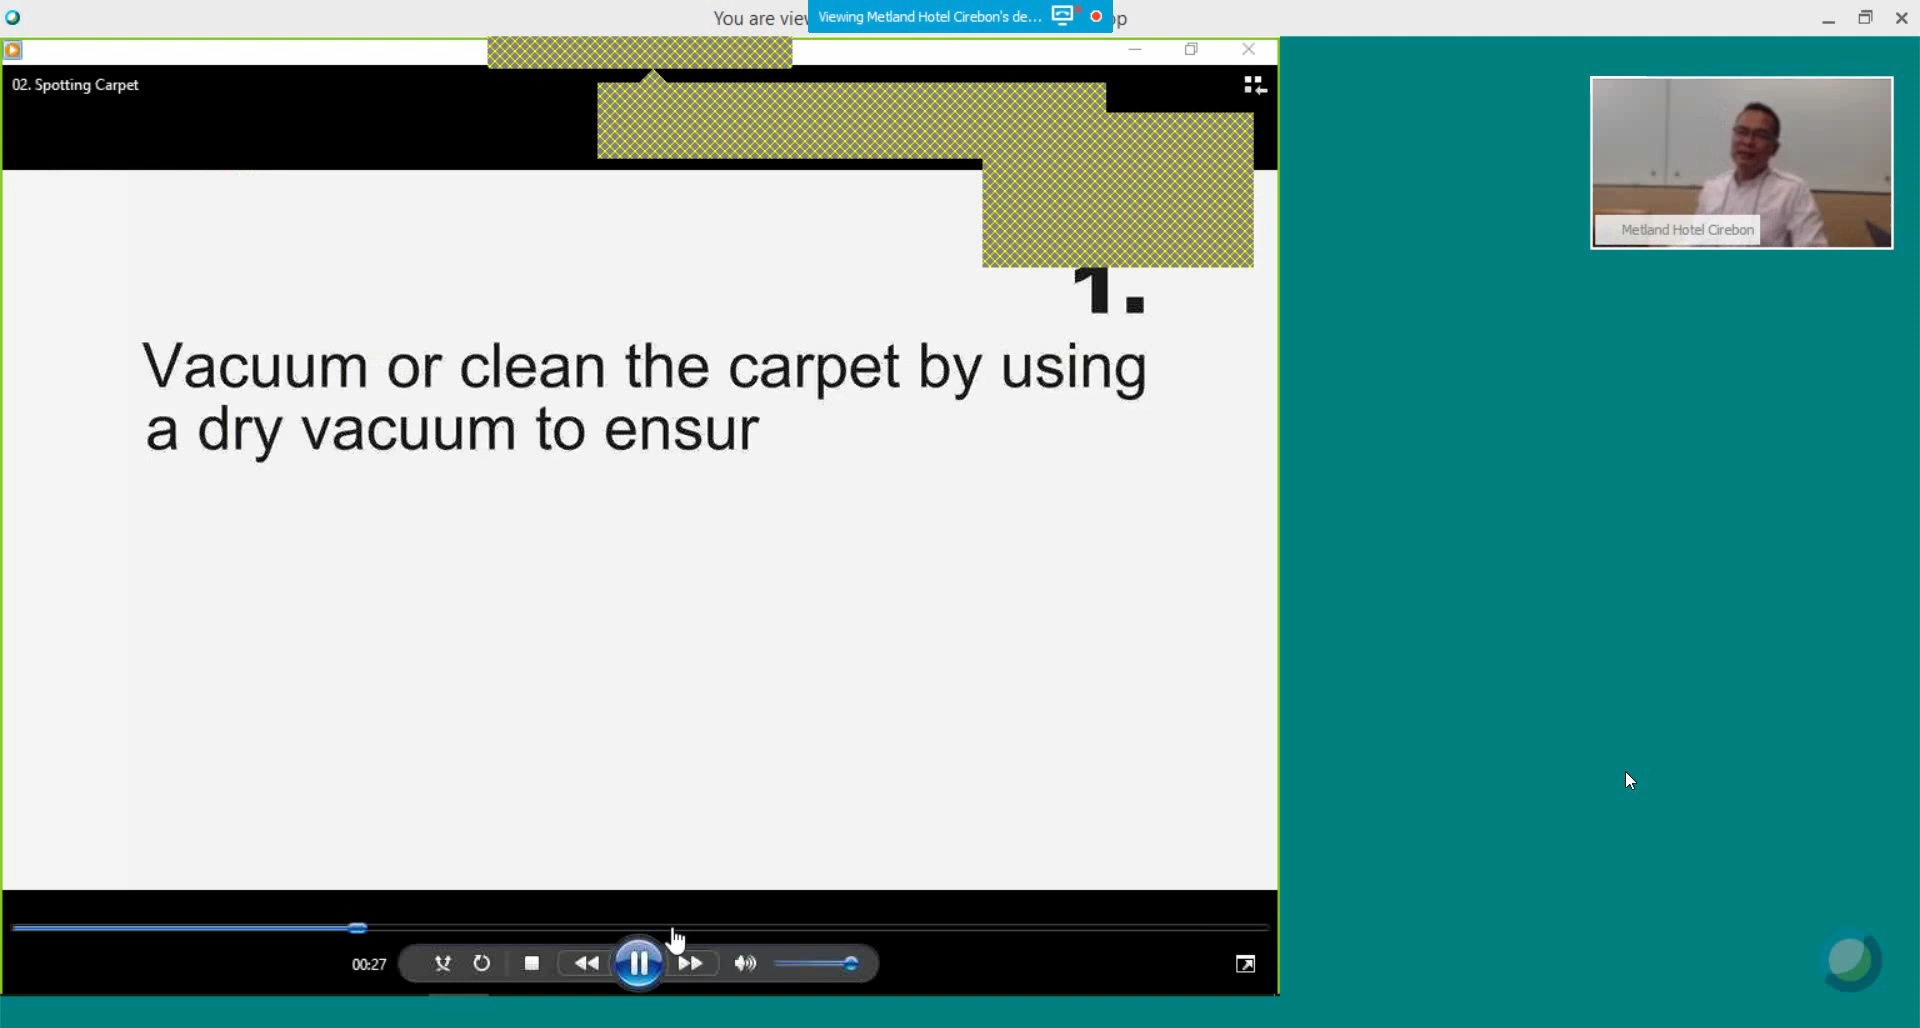 You are vie
Viewing Metland Hotel Cirebon's de...
op
02. Spotting Carpet
Metland Hotel Cirebon
1.
Vacuum or clean the carpet by using
a dry vacuum to ensur
00:27